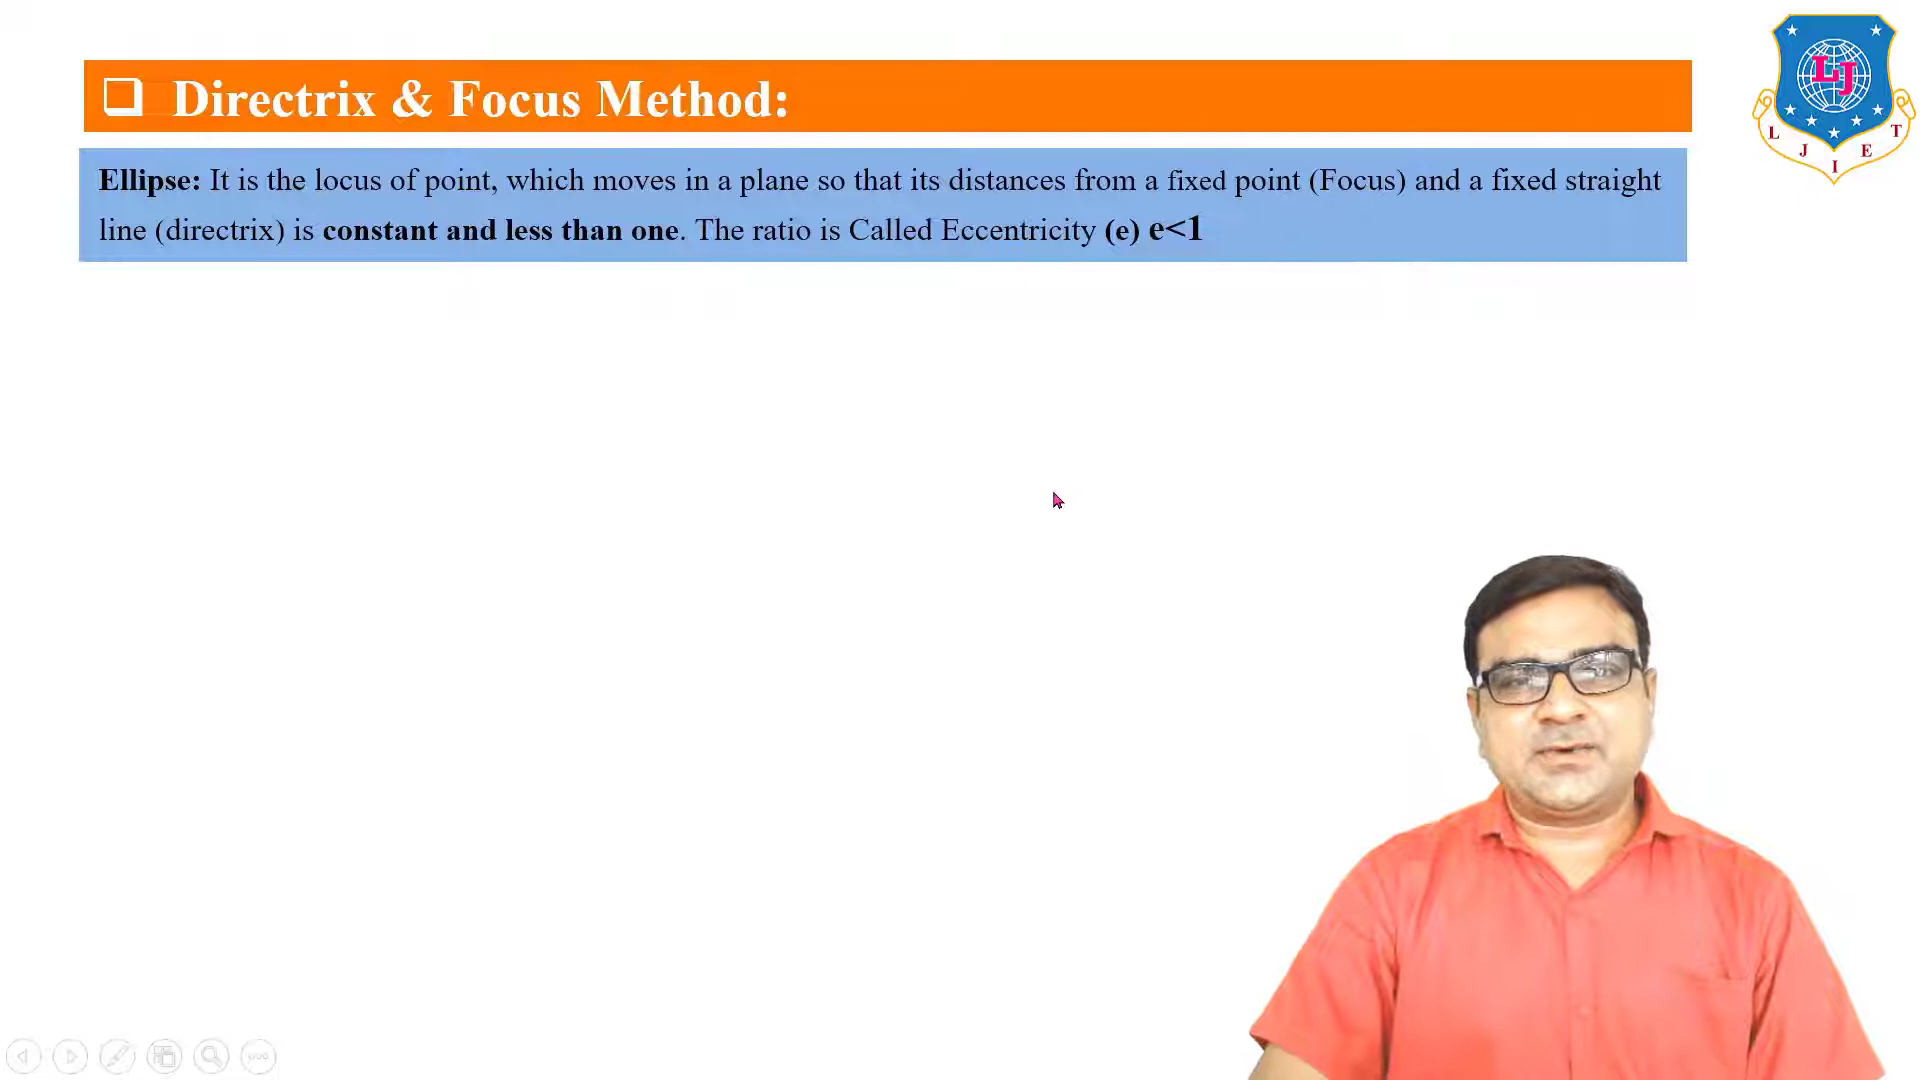 Directrix & Focus Method:
Ellipse: It is the locus of point, which moves in a plane so that its distances from a fixed point (Focus) and a fixed straight
line (directrix) is constant and less than one. The ratio is Called Eccentricity (e) e<1
LJ
L J I E T